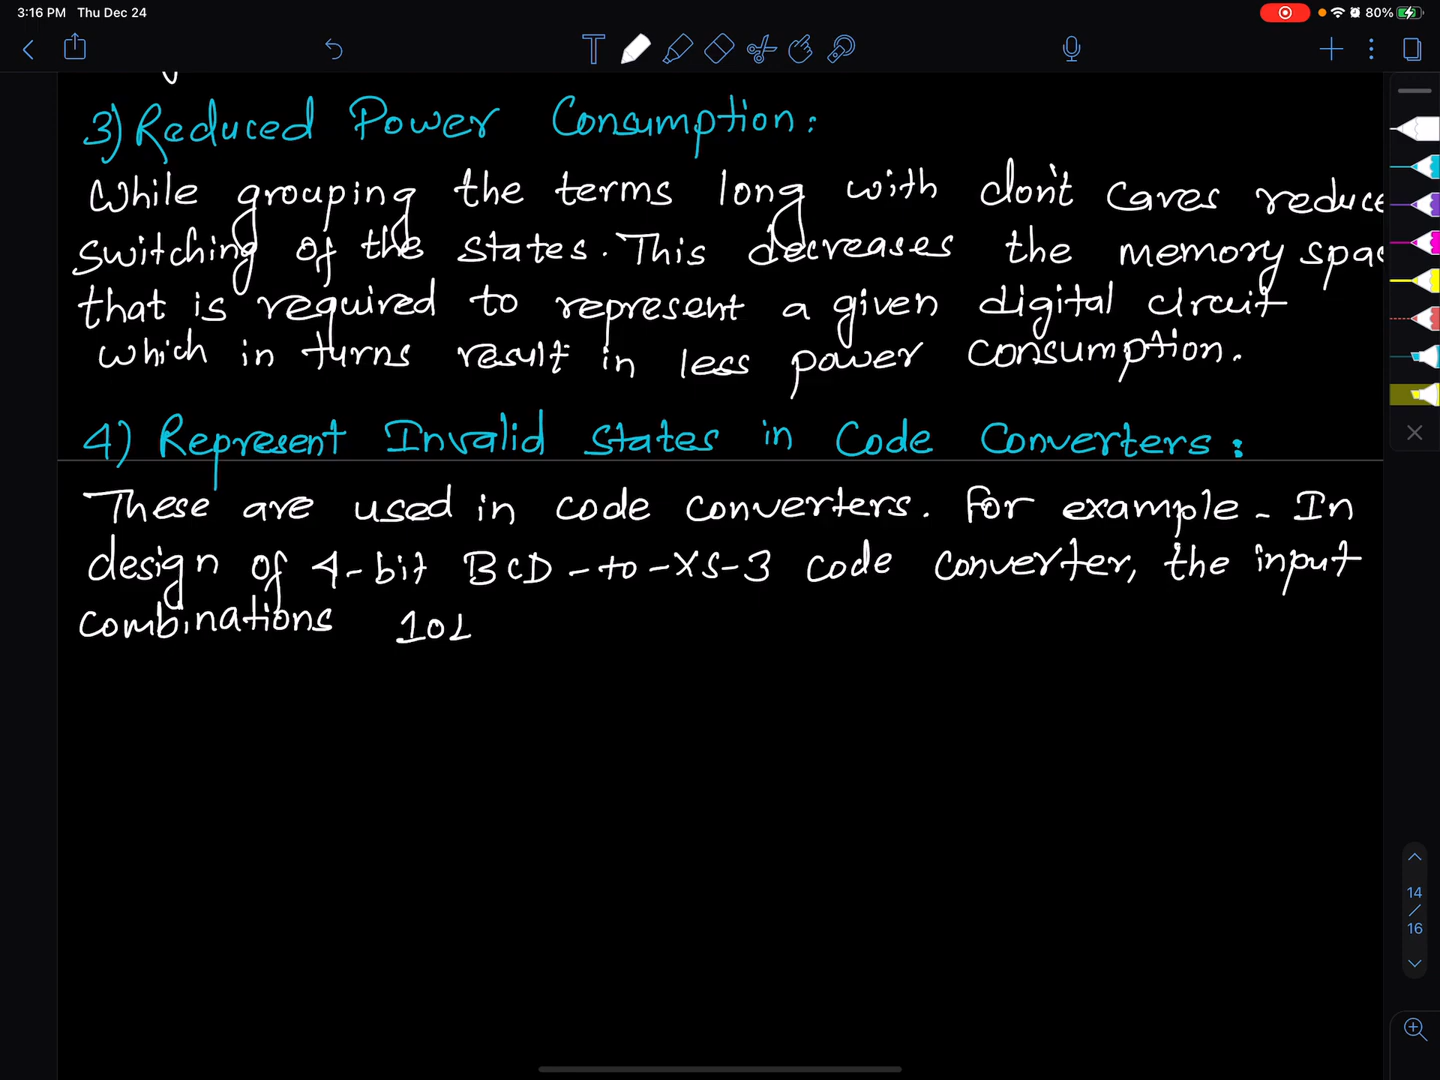 3:16 PM Thu Dec 24
80%
3) Reduced Power Consumption:
While grouping the terms long with don't cares reduce
switching of the states. This decreases the memory spac
that is required to represent a given digital circuit
which in turns result in less power consumption.
4) Represent Invalid States in Code Converters:
These are used in code converters. For example - In
design of 4-bit BCD-to-XS-3 code converter, the input
combinations 101
14
/
16